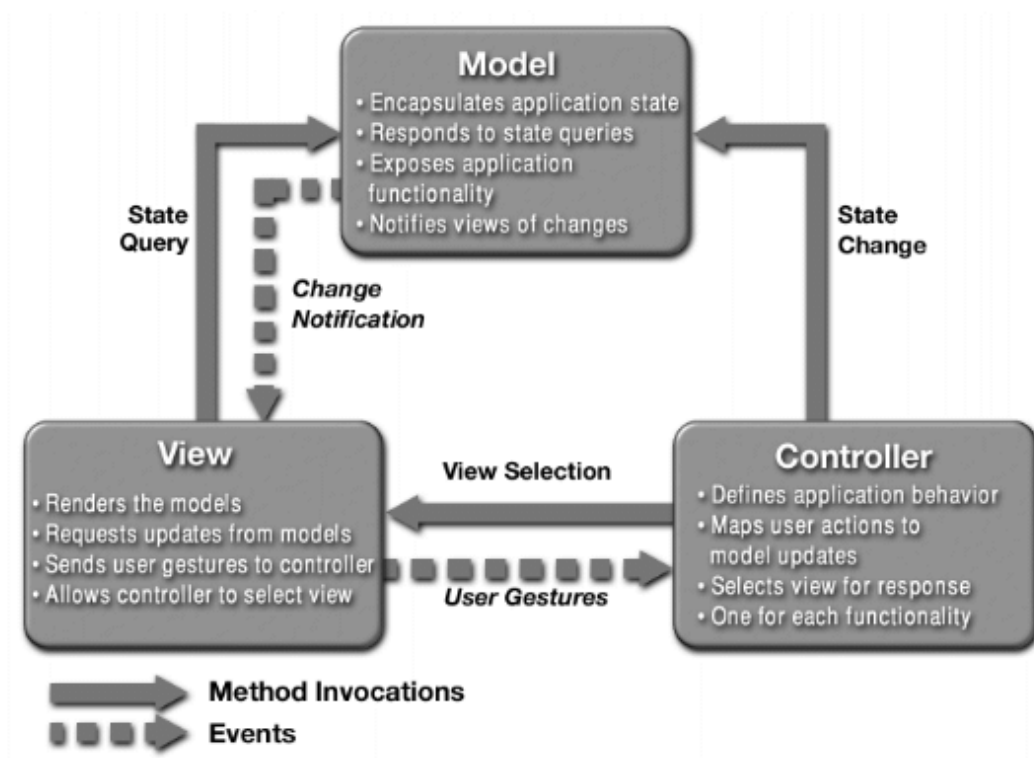 Model
• Encapsulates application state
• Responds to state queries
• Exposes application
functionality
• Notifies views of changes
State
Query
State
Change
Change
Notification
View
• Renders the models
• Requests updates from models
• Sends user gestures to controller
• Allows controller to select view
View Selection
User Gestures
Controller
• Defines application behavior
• Maps user actions to
model updates
• Selects view for response
• One for each functionality
Method Invocations
Events